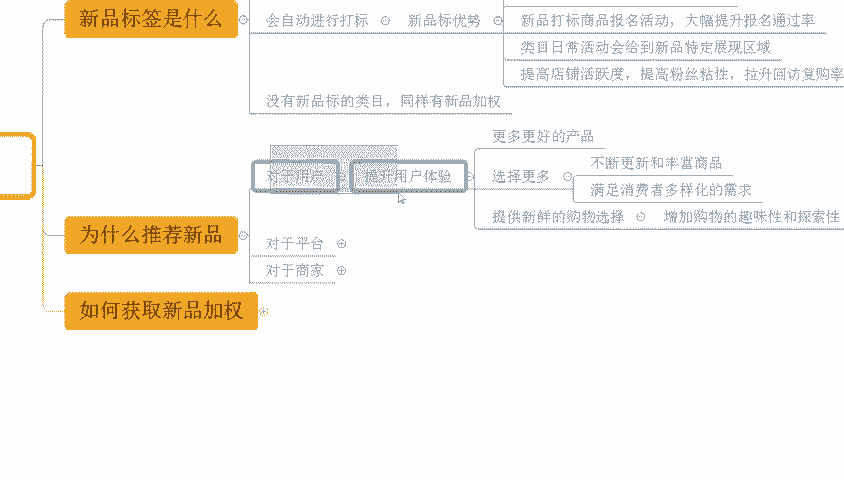 新品标签是什么
会自动进行打标
新品标优势
新品打标商品报名活动，大幅提升报名通过率
类目日常活动会给到新品特定展现区域
提高店铺活跃度，提高粉丝粘性，拉升回访复购率
没有新品标的类目，同样有新品加权
为什么推荐新品
对于用户
提升用户体验
更多更好的产品
选择更多
不断更新和丰富商品
满足消费者多样化的需求
提供新鲜的购物选择
增加购物的趣味性和探索性
对于平台
对于商家
如何获取新品加权